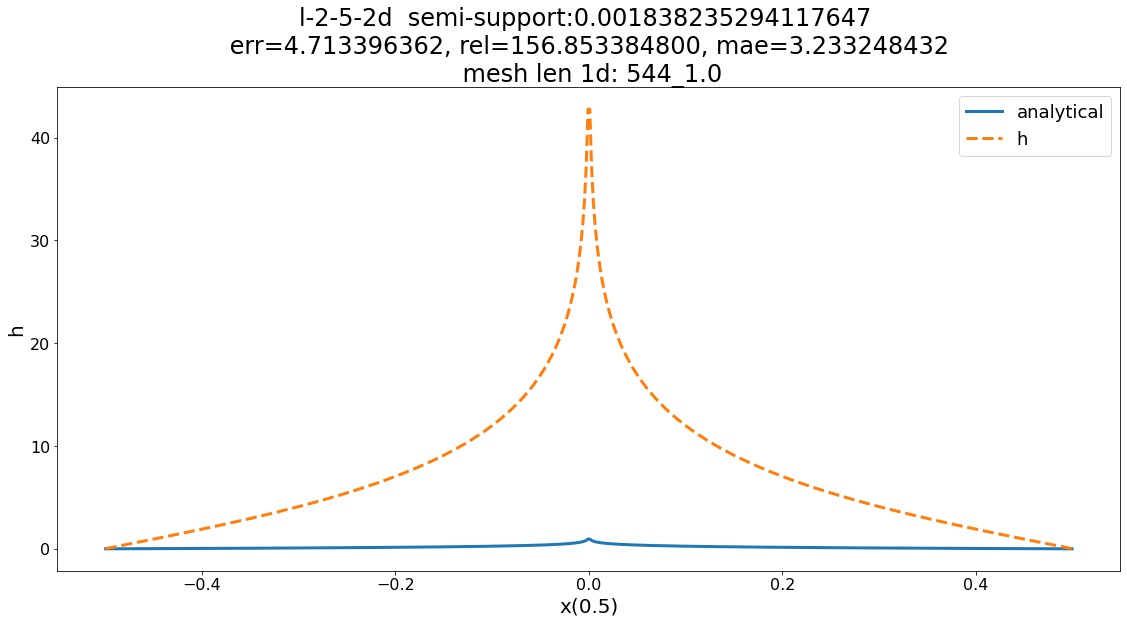 l-2-5-2d  semi-support:0.001838235294117647
err=4.713396362, rel=156.853384800, mae=3.233248432
mesh len 1d: 544_1.0
analytical
h
40
30
20
10
0
h
−0.4
−0.2
0.0
0.2
0.4
x(0.5)